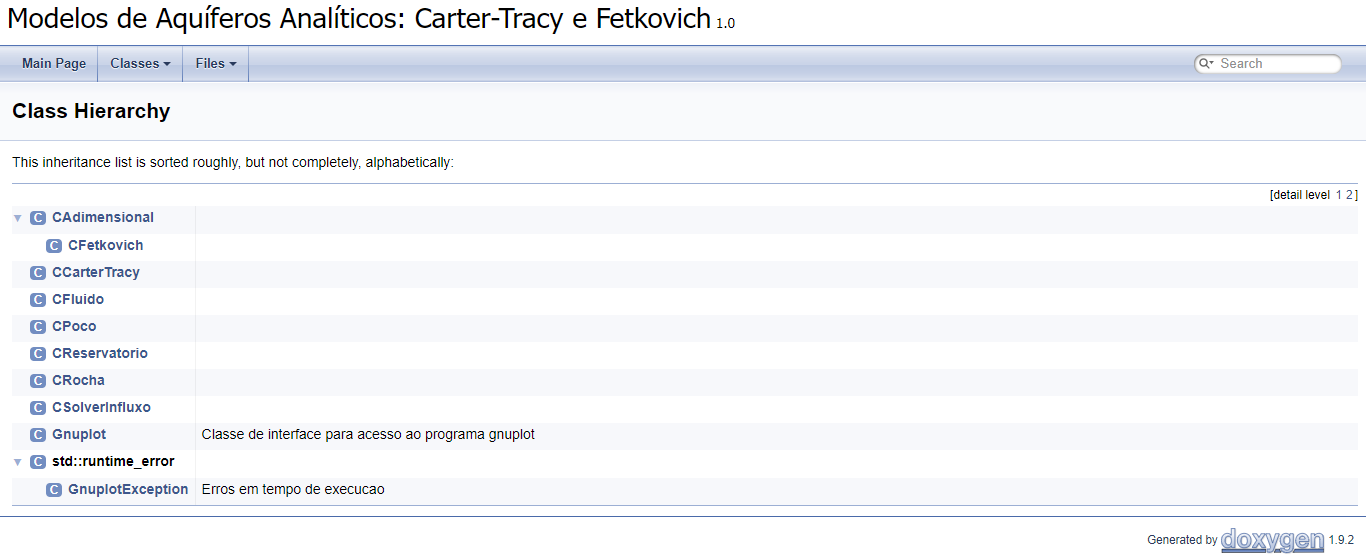 Modelos de Aquíferos Analíticos: Carter-Tracy e Fetkovich 1.0
Main Page Classes Files Search
Class Hierarchy
This inheritance list is sorted roughly, but not completely, alphabetically:
[detail level 1 2]
C CAdimensional
C CFetkovich
C CCarterTracy
C CFluido
C CPoco
C CReservatorio
C CRocha
C CSolverInfluxo
C Gnuplot Classe de interface para acesso ao programa gnuplot
C std::runtime_error
C GnuplotException Erros em tempo de execucao
Generated by doxygen 1.9.2